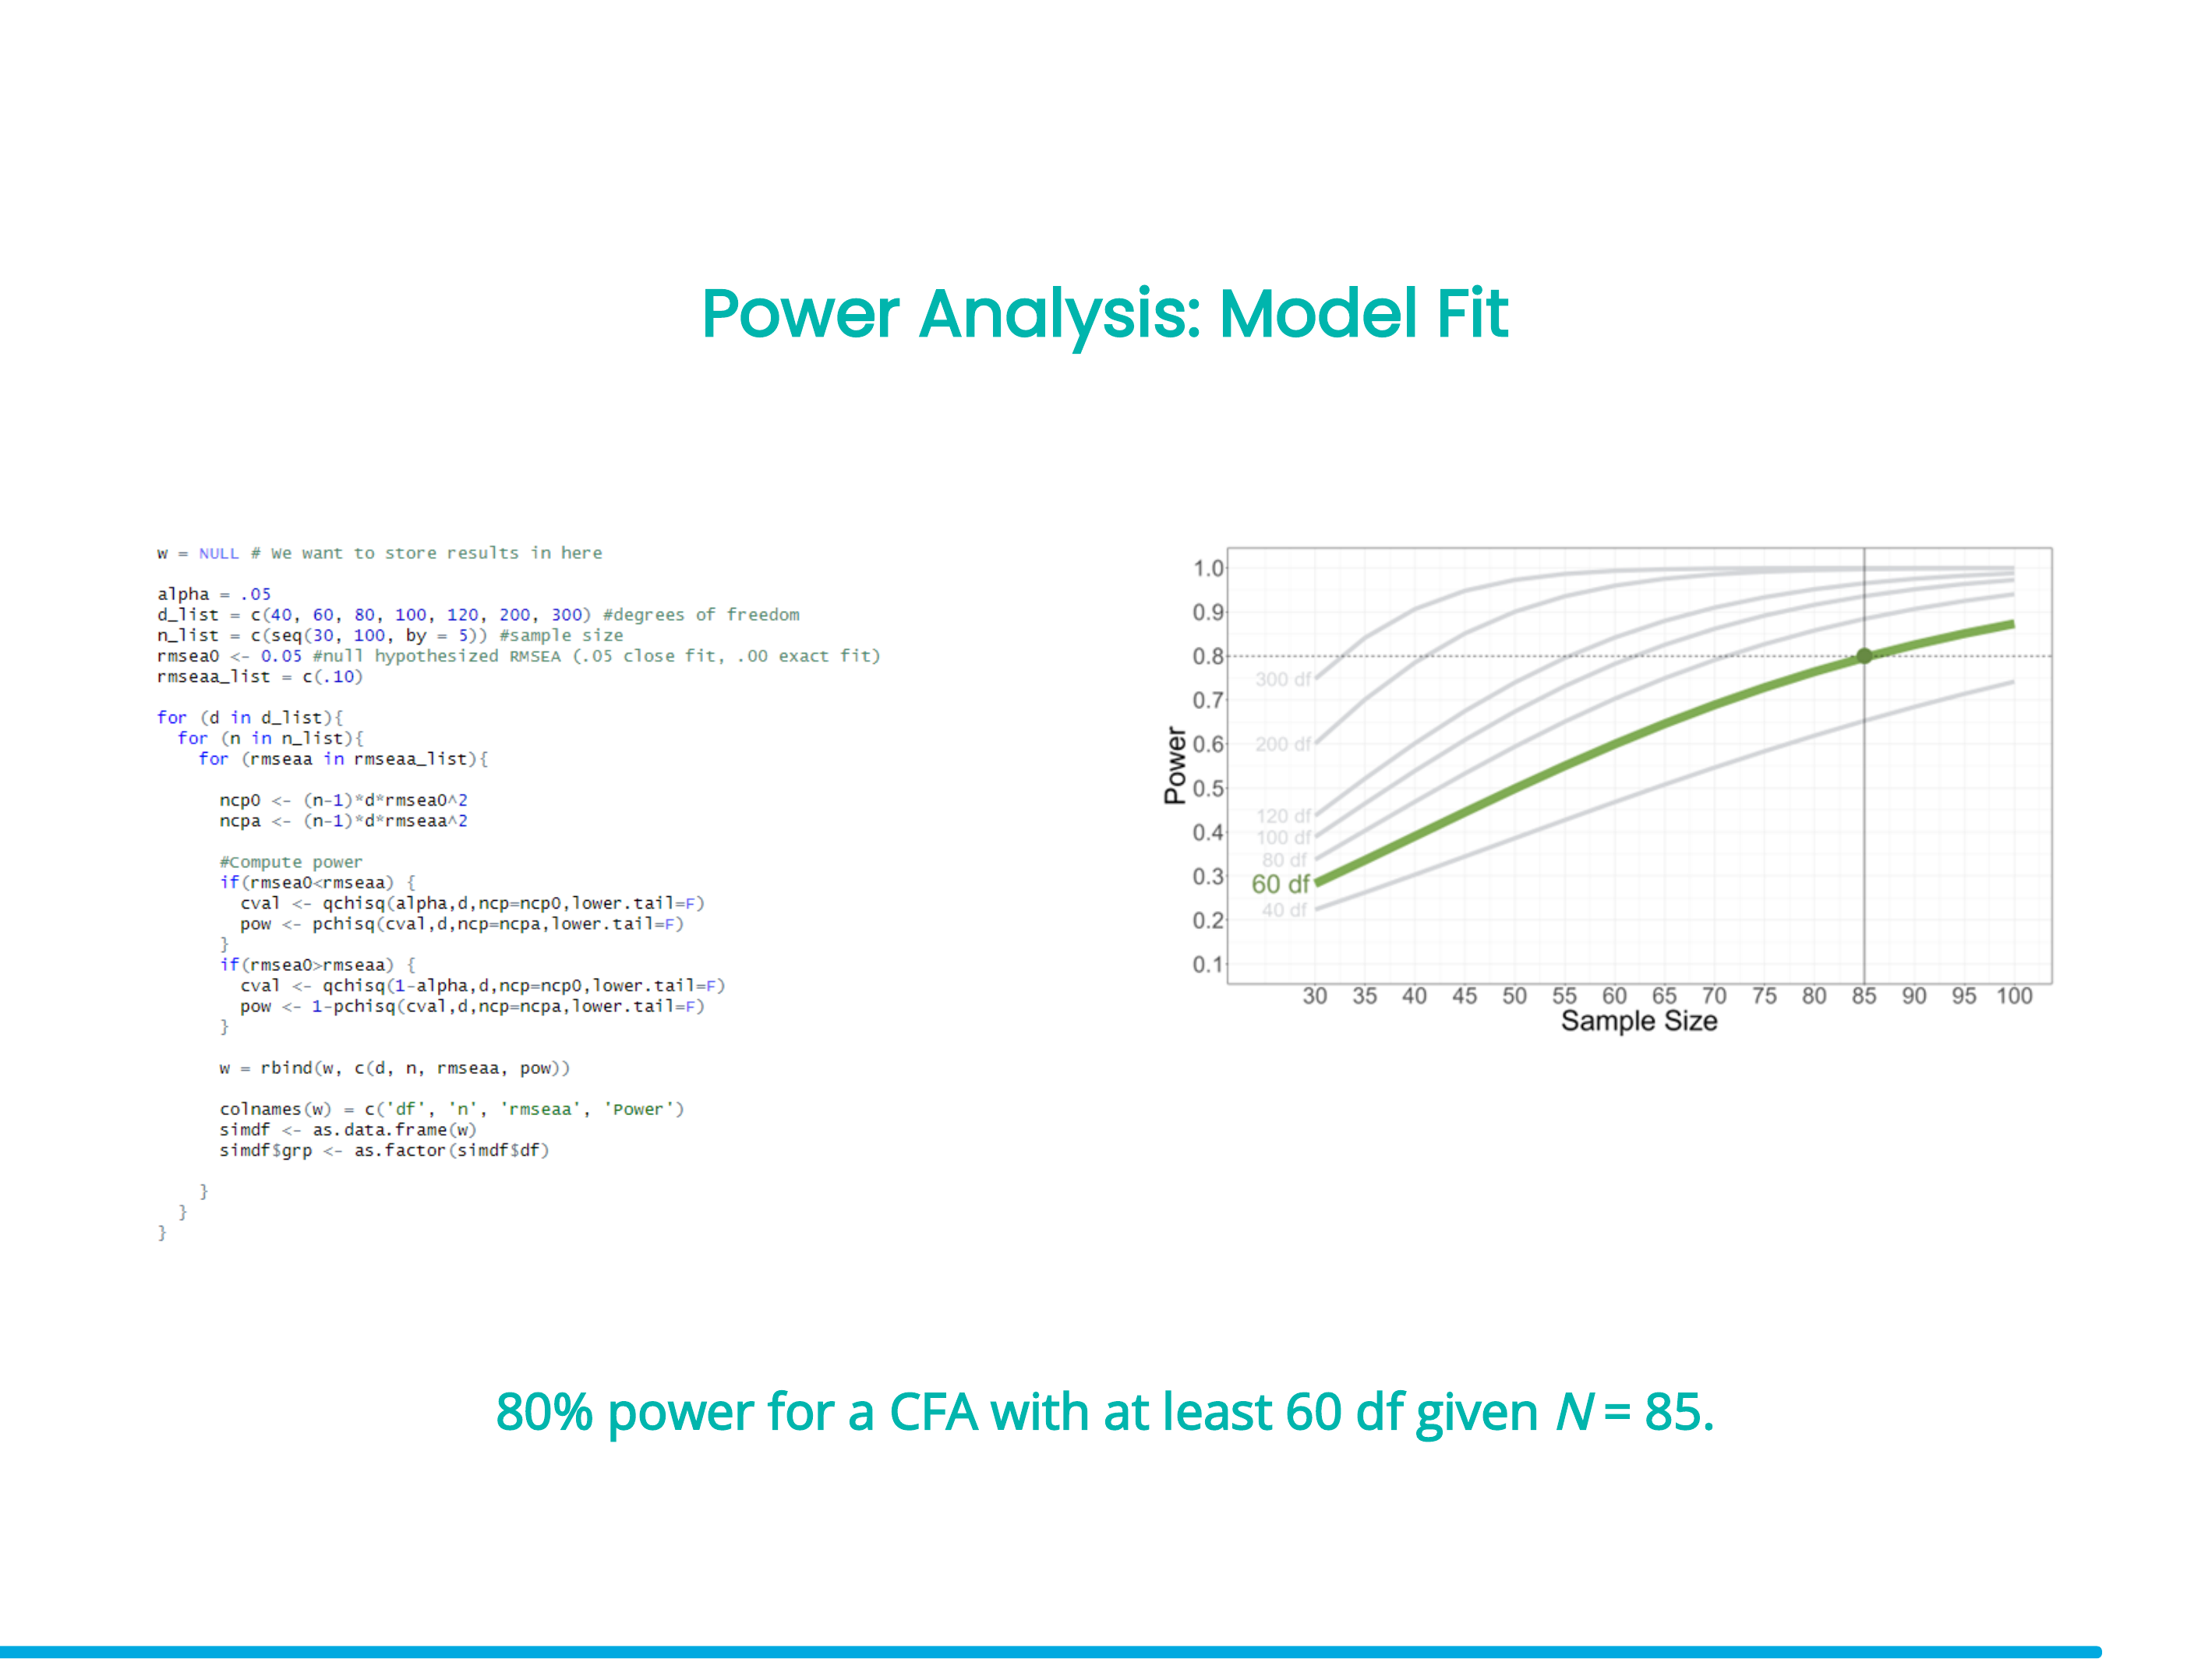 Power Analysis: Model Fit
w = NULL # We want to store results in here
alpha = .05
d_list = c(40, 60, 80, 100, 120, 200, 300) #degrees of freedom
n_list = c(seq(30, 100, by = 5)) #sample size
rmsea0 <- 0.05 #null hypothesized RMSEA (.05 close fit, .00 exact fit)
rmseaa_list = c(.10)
for (d in d_list){
for (n in n_list){
for (rmseaa in rmseaa_list){
ncp0 <- (n-1)*d*rmsea0^2
ncpa <- (n-1)*d*rmseaa^2
#Compute power
if(rmsea0<rmseaa) {
cval <- qchisq(alpha,d,ncp=ncp0,lower.tail=F)
pow <- pchisq(cval,d,ncp=ncpa,lower.tail=F)
}
if(rmsea0>rmseaa) {
cval <- qchisq(1-alpha,d,ncp=ncp0,lower.tail=F)
pow <- 1-pchisq(cval,d,ncp=ncpa,lower.tail=F)
}
w = rbind(w, c(d, n, rmseaa, pow))
colnames(w) = c('df', 'n', 'rmseaa', 'Power')
simdf <- as.data.frame(w)
simdf$grp <- as.factor(simdf$df)
}
}
}
Power
1.0
0.9
0.8
0.7
0.6
0.5
0.4
0.3
0.2
0.1
300 df
200 df
120 df
100 df
80 df
60 df
40 df
30 35 40 45 50 55 60 65 70 75 80 85 90 95 100
Sample Size
80% power for a CFA with at least 60 df given N = 85.